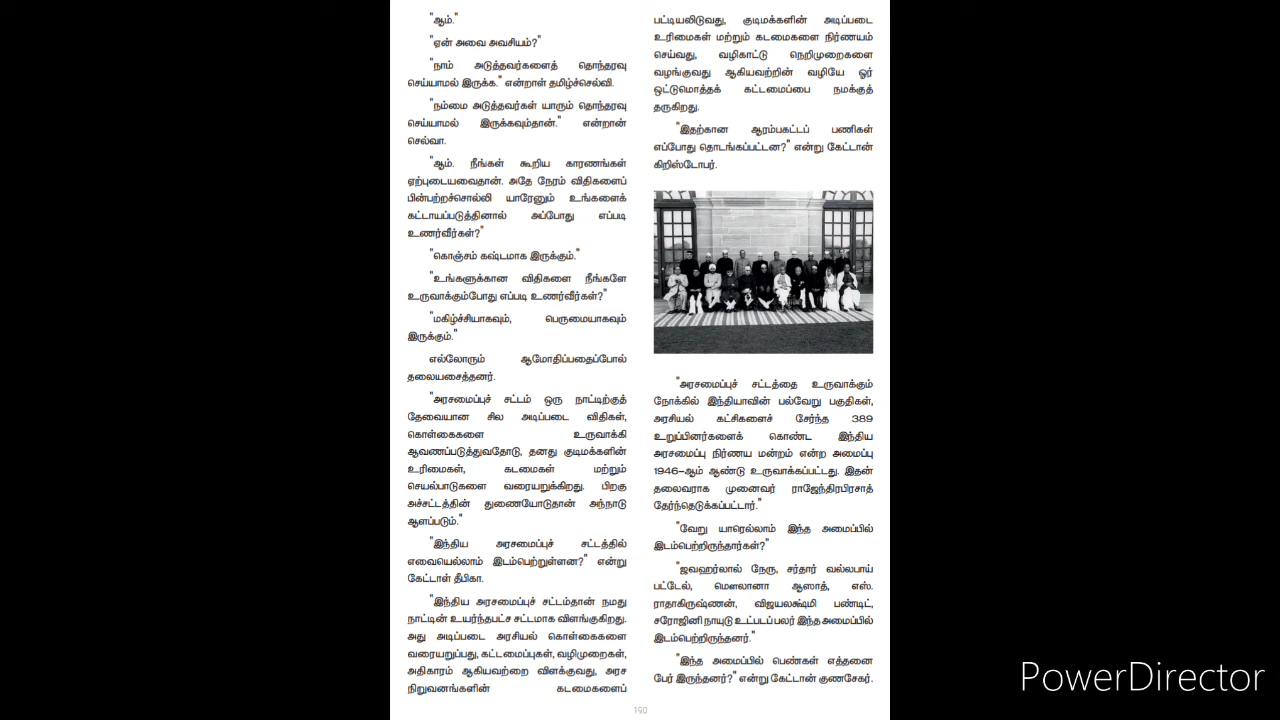 "ஆம்."
"ஏன் அவை அவசியம்?"
"நாம் அடுத்தவர்களைத் தொந்தரவு
செய்யாமல் இருக்க." என்றாள் தமிழ்ச்செல்வி.
"நம்மை அடுத்தவர்கள் யாரும் தொந்தரவு
செய்யாமல் இருக்கவும்தான்." என்றான்
செல்வா.
"ஆம். நீங்கள் கூறிய காரணங்கள்
ஏற்புடையவைதான். அதே நேரம் விதிகளைப்
பின்பற்றச்சொல்லி யாரேனும் உங்களைக்
கட்டாயப்படுத்தினால் அப்போது எப்படி
உணர்வீர்கள்?"
"கொஞ்சம் கஷ்டமாக இருக்கும்."
"உங்களுக்கான விதிகளை நீங்களே
உருவாக்கும்போது எப்படி உணர்வீர்கள்?"
"மகிழ்ச்சியாகவும், பெருமையாகவும்
இருக்கும்."
எல்லோரும் ஆமோதிப்பதைப்போல்
தலையசைத்தனர்.
"அரசமைப்புச் சட்டம் ஒரு நாட்டிற்குத்
தேவையான சில அடிப்படை விதிகள்,
கொள்கைகளை உருவாக்கி
ஆவணப்படுத்துவதோடு, தனது குடிமக்களின்
உரிமைகள், கடமைகள் மற்றும்
செயல்பாடுகளை வரையறுக்கிறது. பிறகு
அச்சட்டத்தின் துணையோடுதான் அந்நாடு
ஆளப்படும்."
"இந்திய அரசமைப்புச் சட்டத்தில்
எவையெல்லாம் இடம்பெற்றுள்ளன?" என்று
கேட்டாள் தீபிகா.
"இந்திய அரசமைப்புச் சட்டம்தான் நமது
நாட்டின் உயர்ந்தபட்ச சட்டமாக விளங்குகிறது.
அது அடிப்படை அரசியல் கொள்கைகளை
வரையறுப்பது, கட்டமைப்புகள், வழிமுறைகள்,
அதிகாரம் ஆகியவற்றை விளக்குவது, அரச
நிறுவனங்களின் கடமைகளைப்
பட்டியலிடுவது, குடிமக்களின் அடிப்படை
உரிமைகள் மற்றும் கடமைகளை நிர்ணயம்
செய்வது, வழிகாட்டு நெறிமுறைகளை
வழங்குவது ஆகியவற்றின் வழியே ஓர்
ஒட்டுமொத்தக் கட்டமைப்பை நமக்குத்
தருகிறது.
"இதற்கான ஆரம்பகட்டப் பணிகள்
எப்போது தொடங்கப்பட்டன?" என்று கேட்டான்
கிறிஸ்டோபர்.
"அரசமைப்புச் சட்டத்தை உருவாக்கும்
நோக்கில் இந்தியாவின் பல்வேறு பகுதிகள்,
அரசியல் கட்சிகளைச் சேர்ந்த 389
உறுப்பினர்களைக் கொண்ட இந்திய
அரசமைப்பு நிர்ணய மன்றம் என்ற அமைப்பு
1946-ஆம் ஆண்டு உருவாக்கப்பட்டது. இதன்
தலைவராக முனைவர் ராஜேந்திரபிரசாத்
தேர்ந்தெடுக்கப்பட்டார்."
"வேறு யாரெல்லாம் இந்த அமைப்பில்
இடம்பெற்றிருந்தார்கள்?"
"ஜவஹர்லால் நேரு, சர்தார் வல்லபாய்
பட்டேல், மௌலானா ஆஸாத், எஸ்.
ராதாகிருஷ்ணன், விஜயலக்ஷ்மி பண்டிட்,
சரோஜினி நாயுடு உட்படப் பலர் இந்த அமைப்பில்
இடம்பெற்றிருந்தனர்."
"இந்த அமைப்பில் பெண்கள் எத்தனை
பேர் இருந்தனர்?" என்று கேட்டான் குணசேகர்.
190
PowerDirector